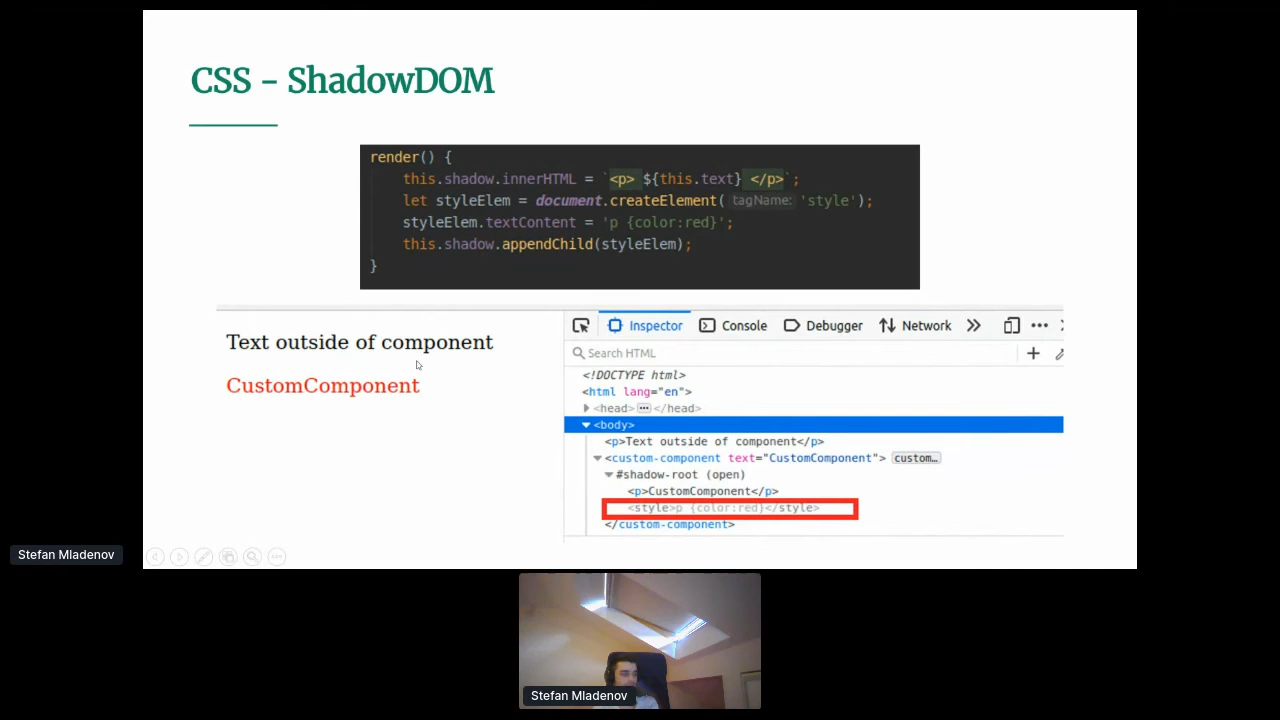 CSS - ShadowDOM
render() {
this.shadow.innerHTML = `<p> ${this.text} </p>`;
let styleElem = document.createElement( tagName: 'style');
styleElem.textContent = 'p {color:red}';
this.shadow.appendChild(styleElem);
}
Text outside of component
CustomComponent
Inspector Console Debugger Network
Search HTML
<!DOCTYPE html>
<html lang="en">
<head> ••• </head>
<body>
<p>Text outside of component</p>
<custom-component text="CustomComponent"> custom…
#shadow-root (open)
<p>CustomComponent</p>
<style>p {color:red}</style>
</custom-component>
Stefan Mladenov
Stefan Mladenov